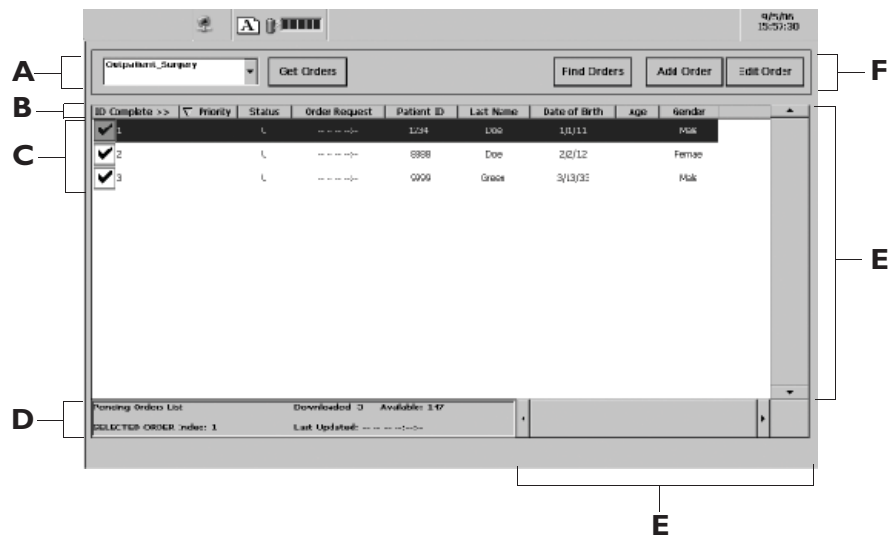 9/5/06
15:57:30
A
Outpatient_Surgery
Get Orders
Find Orders
Add Order
Edit Order
F
B
ID Complete >> Priority Status Order Request Patient ID Last Name Date of Birth Age Gender
C
1 -- -- -- --:-- 1234 Doe 1/1/11 Male
2 -- -- -- --:-- 8888 Doe 2/2/12 Female
3 -- -- -- --:-- 9999 Green 3/13/33 Male
E
D
Pending Orders List Downloaded 3 Available: 147
SELECTED ORDER Index: 1 Last Updated: -- -- -- --:--:--
E